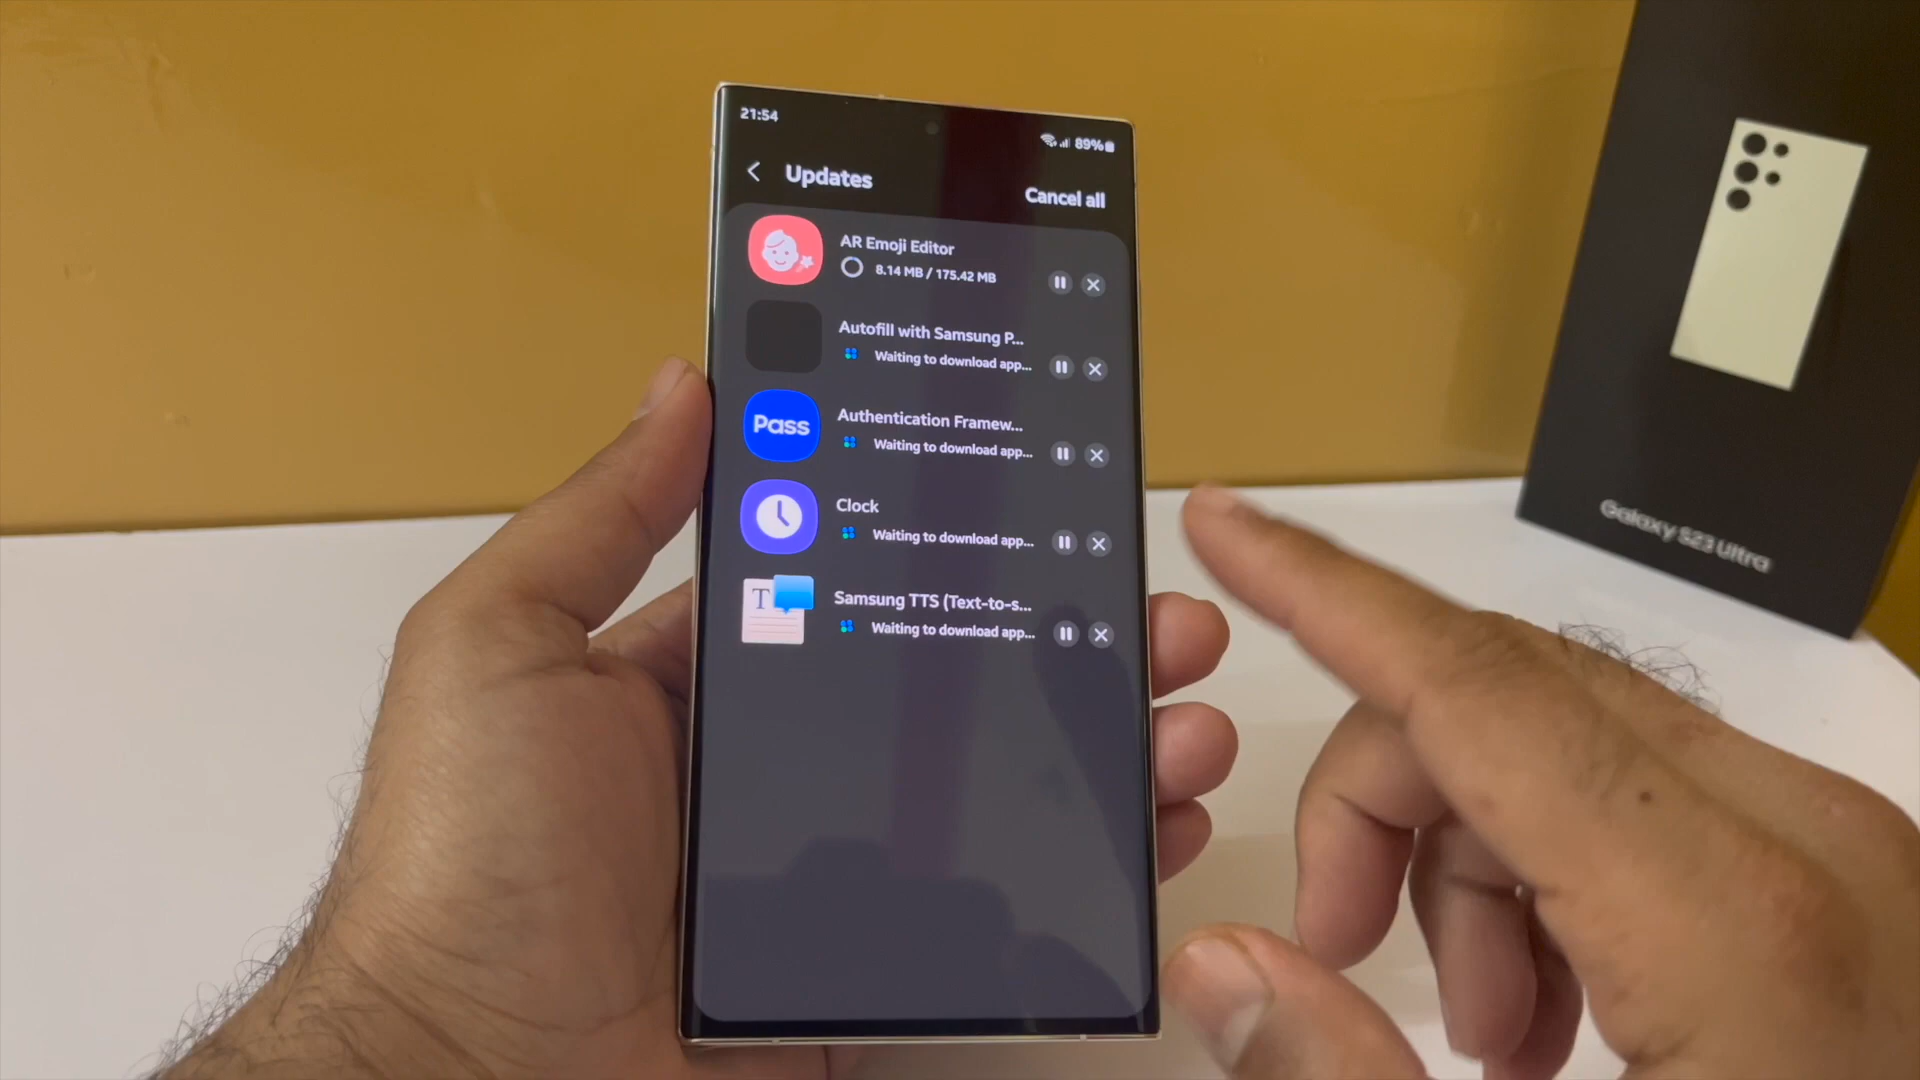 21:54
89%
Updates
Cancel all
AR Emoji Editor
8.14 MB / 175.42 MB
Autofill with Samsung P...
Waiting to download app...
Pass
Authentication Framew...
Waiting to download app...
Clock
Waiting to download app...
T
Samsung TTS (Text-to-s...
Waiting to download app...
Galaxy S23 Ultra